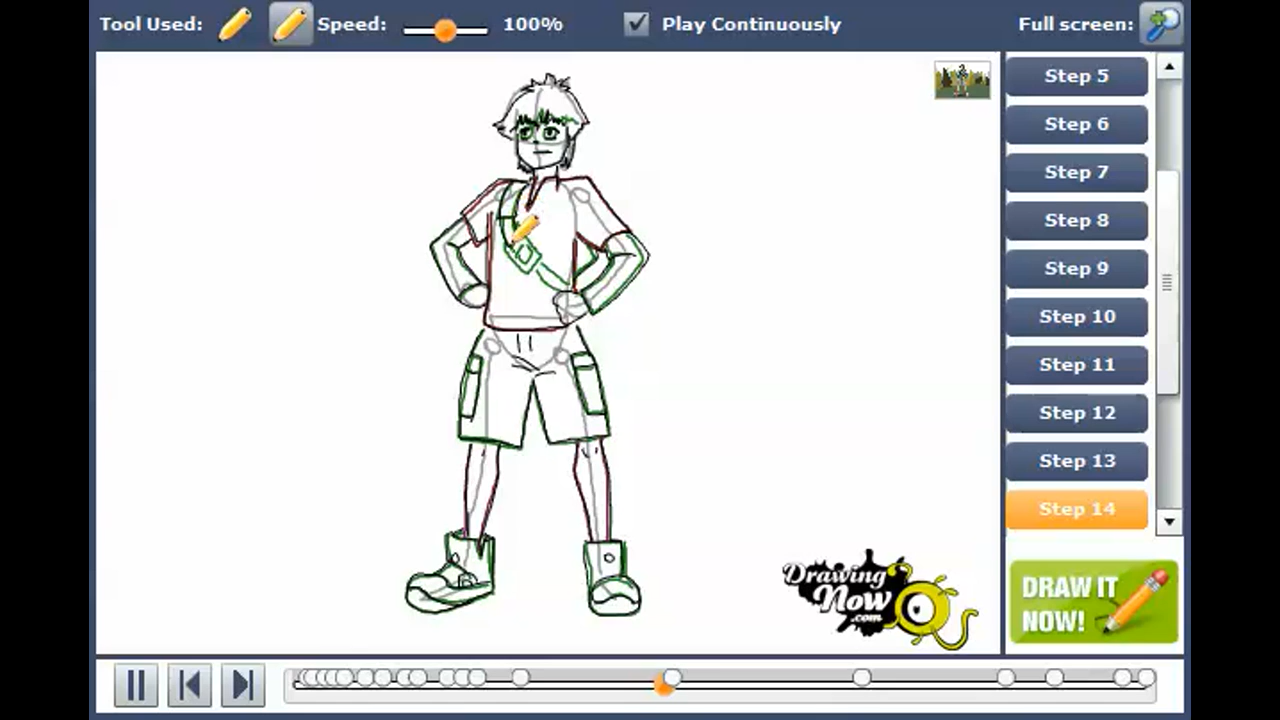 Tool Used: Speed: 100% Play Continuously Full screen:
Step 5
Step 6
Step 7
Step 8
Step 9
Step 10
Step 11
Step 12
Step 13
Step 14
Drawing
Now
.com
DRAW IT
NOW!